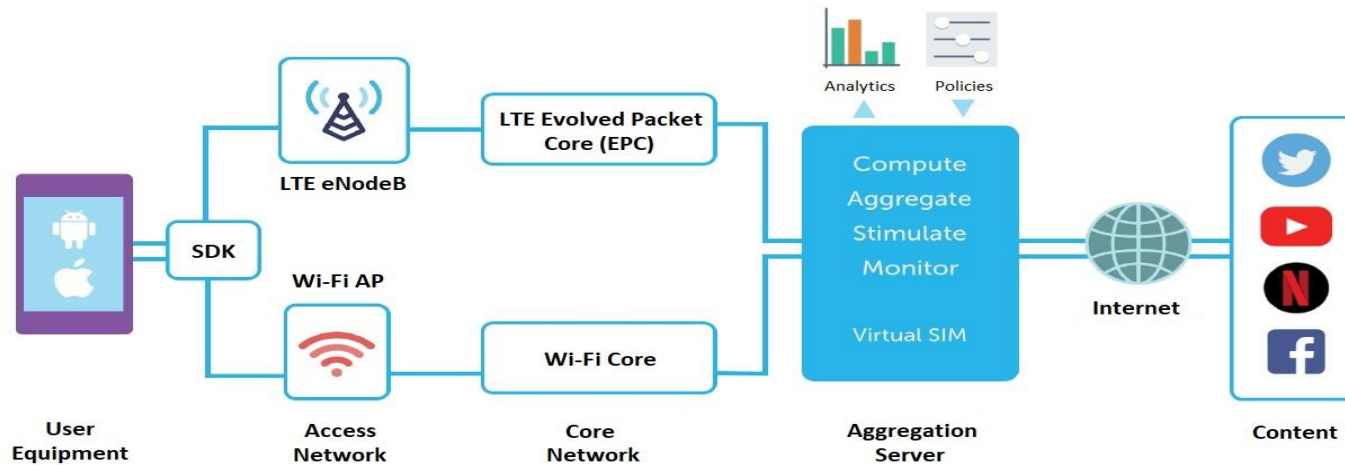 Analytics
Policies
LTE Evolved Packet
Core (EPC)
LTE eNodeB
Compute
Aggregate
Stimulate
Monitor
Virtual SIM
SDK
Wi-Fi AP
Wi-Fi Core
Internet
N
f
User
Equipment
Access
Network
Core
Network
Aggregation
Server
Content